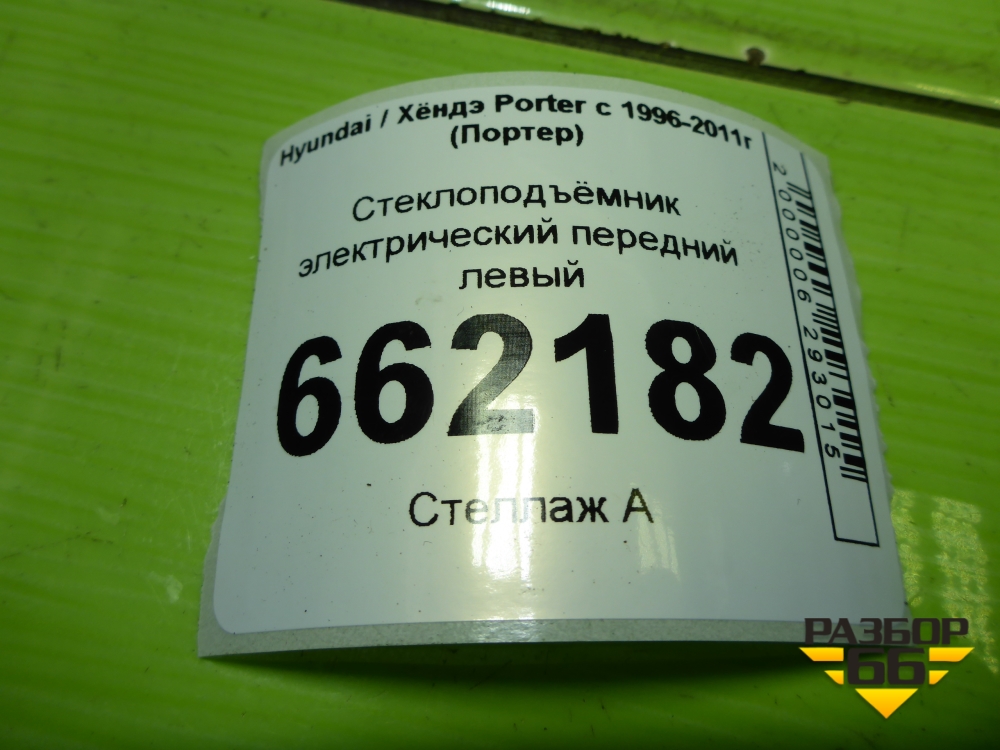 Hyundai / Хёндэ Porter с 1996-2011г
(Портер)
Стеклоподъёмник
электрический передний
левый
662182
Стеллаж А
2000006293015
РАЗБОР
66